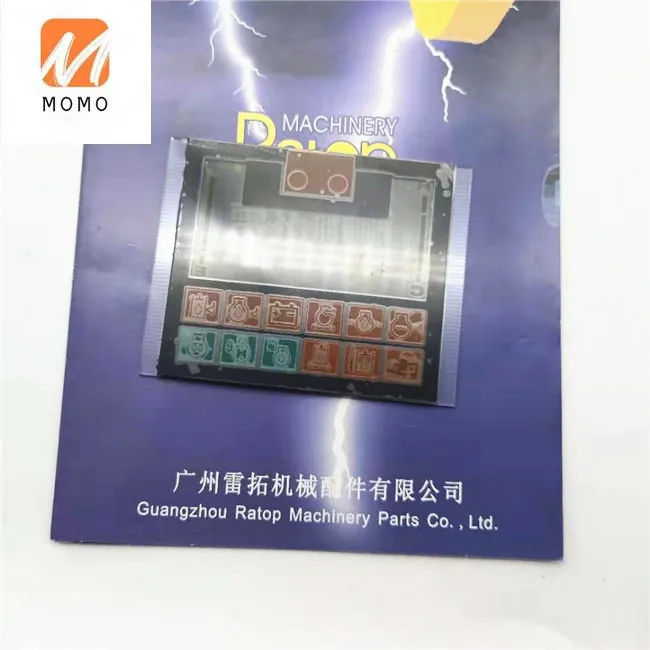 MOMO
MACHINERY
Ratop
广州雷拓机械配件有限公司
Guangzhou Ratop Machinery Parts Co., Ltd.